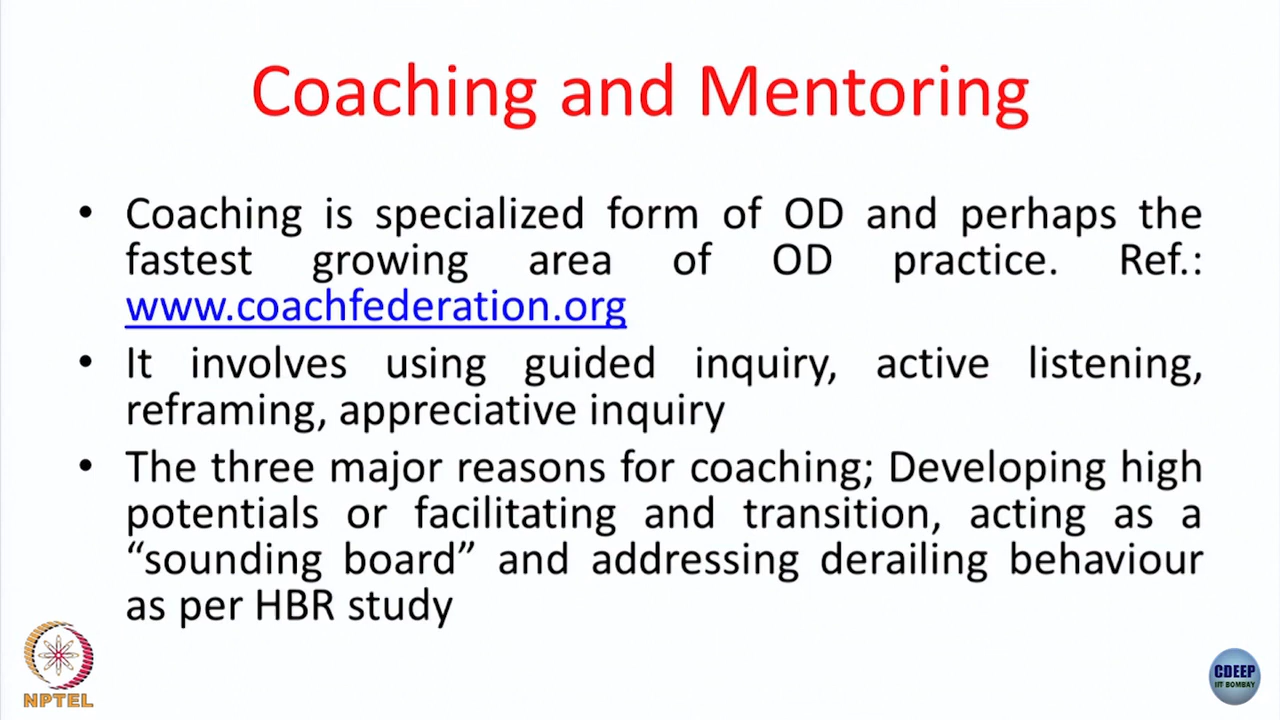 Coaching and Mentoring
• Coaching is specialized form of OD and perhaps the
fastest growing area of OD practice. Ref.:
www.coachfederation.org
• It involves using guided inquiry, active listening,
reframing, appreciative inquiry
• The three major reasons for coaching; Developing high
potentials or facilitating and transition, acting as a
“sounding board” and addressing derailing behaviour
as per HBR study
NPTEL
CDEEP
IIT BOMBAY